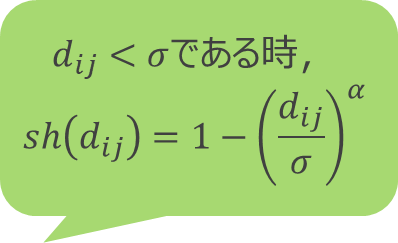 d_{ij} < σである時,
sh(d_{ij}) = 1 − (d_{ij}/σ)^α